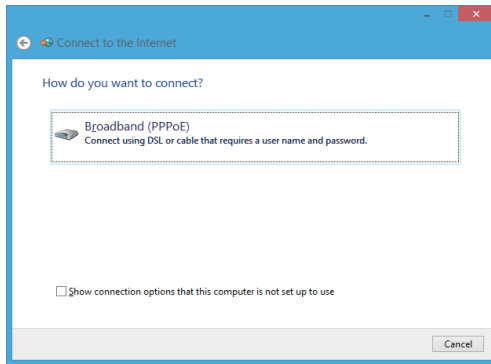 Connect to the Internet
How do you want to connect?
Broadband (PPPoE)
Connect using DSL or cable that requires a user name and password.
Show connection options that this computer is not set up to use
Cancel